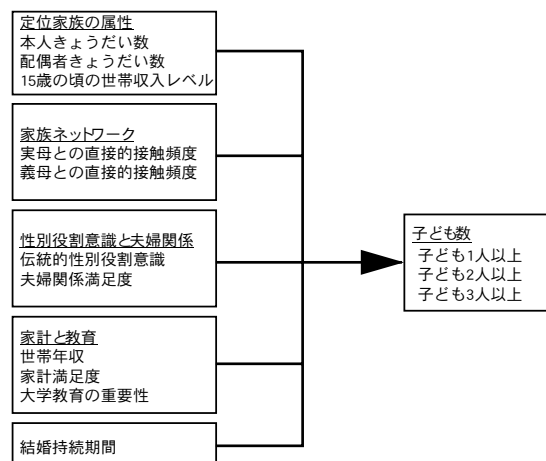 定位家族の属性
本人きょうだい数
配偶者きょうだい数
15歳の頃の世帯収入レベル
家族ネットワーク
実母との直接的接触頻度
義母との直接的接触頻度
性別役割意識と夫婦関係
伝統的性別役割意識
夫婦関係満足度
家計と教育
世帯年収
家計満足度
大学教育の重要性
結婚持続期間
子ども数
子ども1人以上
子ども2人以上
子ども3人以上